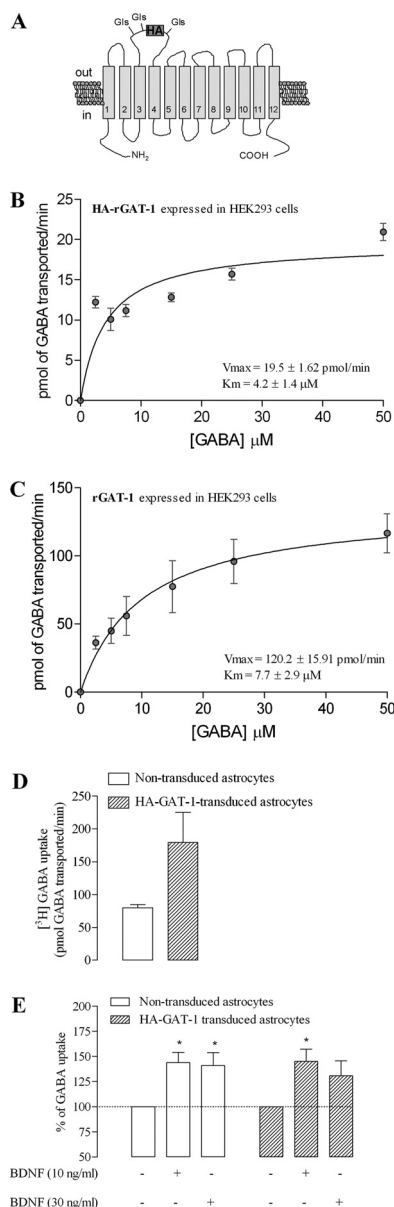 A
Gls
Gls
HA
Gls
out
in
1 2 3 4 5 6 7 8 9 10 11 12
NH2
COOH
B
HA-rGAT-1 expressed in HEK293 cells
pmol of GABA transported/min
25
20
15
10
5
0
Vmax = 19.5 ± 1.62 pmol/min
Km = 4.2 ± 1.4 μM
0 10 20 30 40 50
[GABA] μM
C
rGAT-1 expressed in HEK293 cells
pmol of GABA transported/min
150
100
50
0
Vmax = 120.2 ± 15.91 pmol/min
Km = 7.7 ± 2.9 μM
0 10 20 30 40 50
[GABA] μM
D
Non-transduced astrocytes
HA-GAT-1-transduced astrocytes
[³H] GABA uptake
(pmol GABA transported/min)
250
200
150
100
50
0
E
Non-transduced astrocytes
HA-GAT-1 transduced astrocytes
% of GABA uptake
200
175
150
125
100
75
50
* * *
BDNF (10 ng/ml) - + - - + -
BDNF (30 ng/ml) - - + - - +